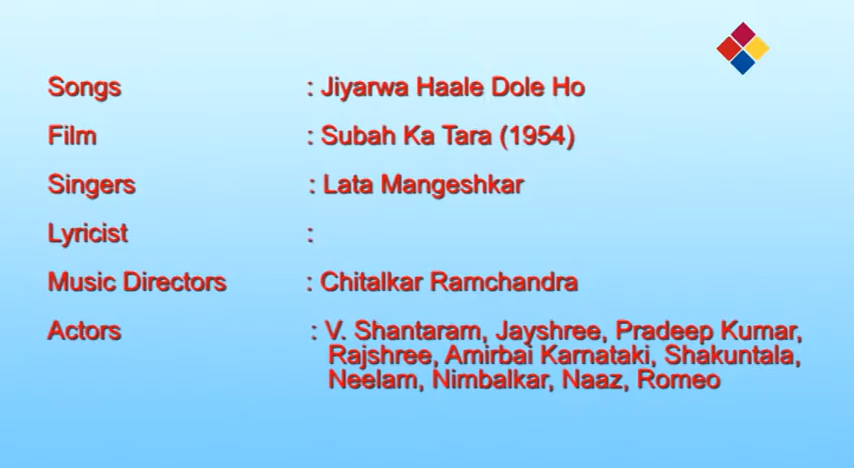 Songs : Jiyarwa Haale Dole Ho
Film : Subah Ka Tara (1954)
Singers : Lata Mangeshkar
Lyricist :
Music Directors : Chitalkar Ramchandra
Actors : V. Shantaram, Jayshree, Pradeep Kumar,
Rajshree, Amirbai Karnataki, Shakuntala,
Neelam, Nimbalkar, Naaz, Romeo